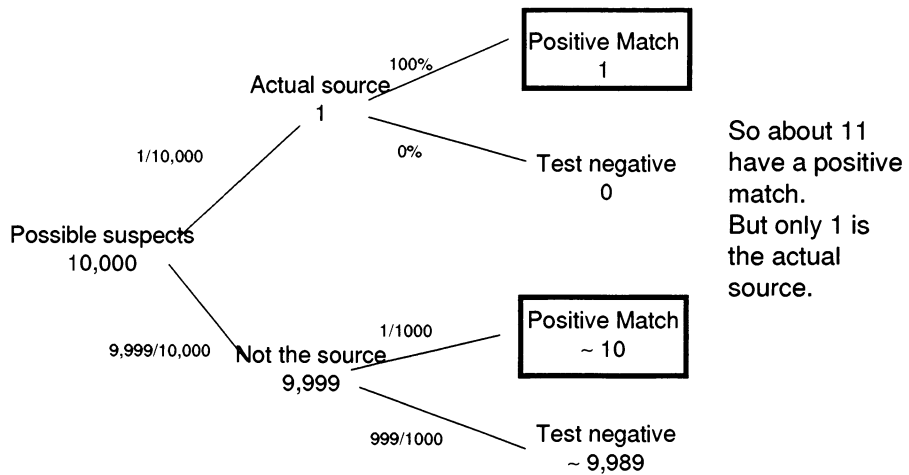 Positive Match
1
100%
Actual source
1
0%
Test negative
0
1/10,000
So about 11
have a positive
match.
But only 1 is
the actual
source.
Possible suspects
10,000
9,999/10,000
Not the source
9,999
1/1000
Positive Match
~ 10
999/1000
Test negative
~ 9,989